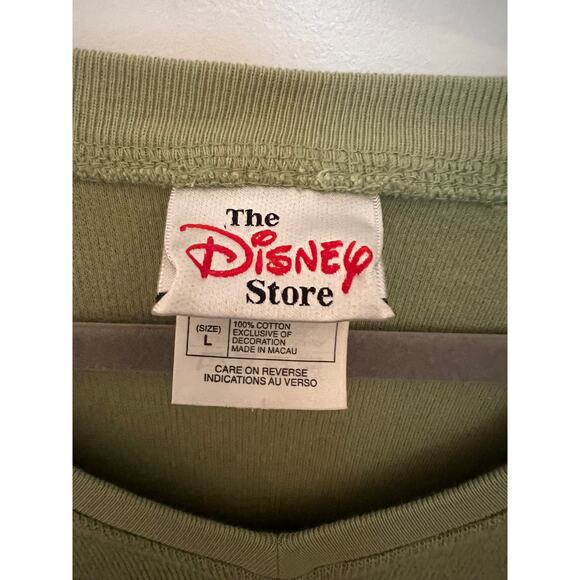 The
Disney
Store
(SIZE)
L
100% COTTON
EXCLUSIVE OF
DECORATION
MADE IN MACAU
CARE ON REVERSE
INDICATIONS AU VERSO